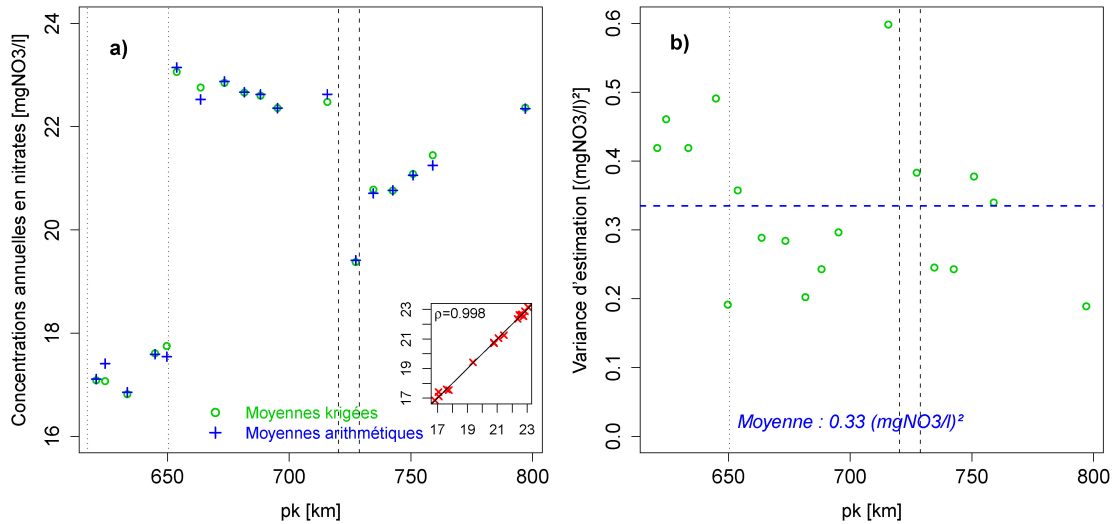 a)
Concentrations annuelles en nitrates [mgNO3/l]
24
22
20
18
16
ρ=0.998
23
21
19
17
17 19 21 23
Moyennes krigées
Moyennes arithmétiques
650 700 750 800
pk [km]
b)
Variance d'estimation [(mgNO3/l)²]
0.6
0.5
0.4
0.3
0.2
0.1
0.0
Moyenne : 0.33 (mgNO3/l)²
650 700 750 800
pk [km]